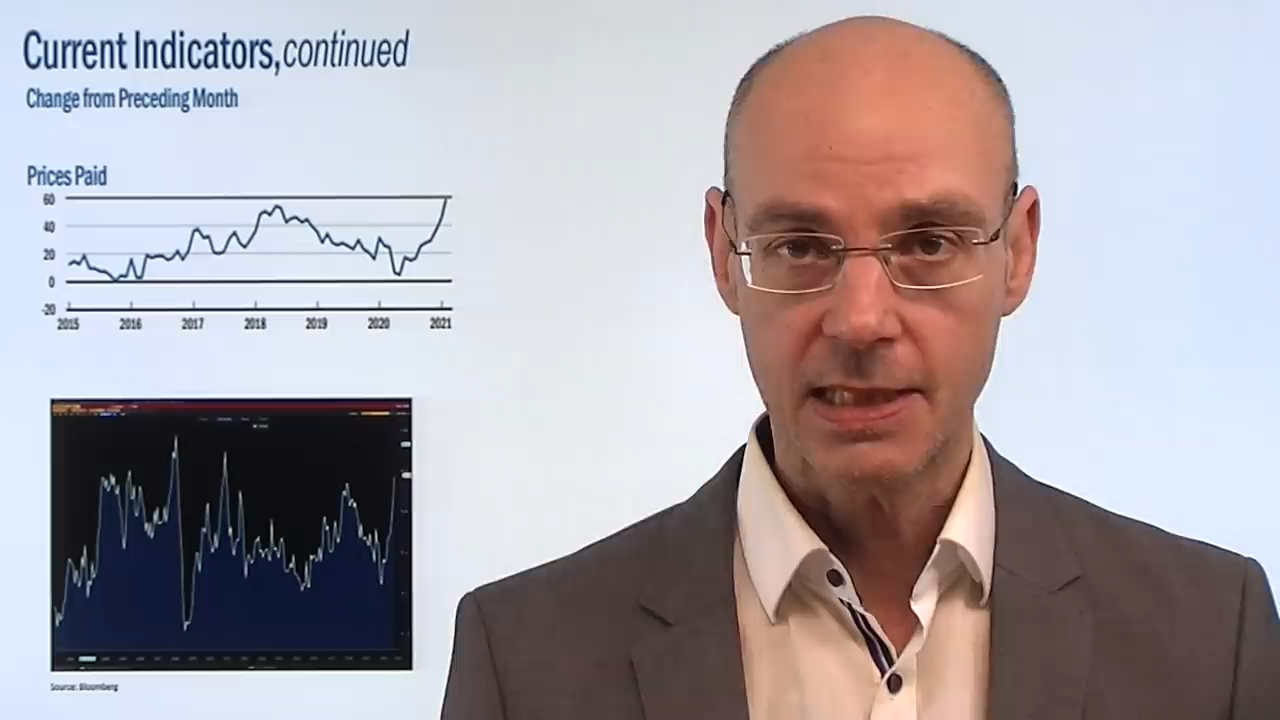 Current Indicators, continued
Change from Preceding Month
Prices Paid
60
40
20
0
-20
2015 2016 2017 2018 2019 2020 2021
Source: Bloomberg